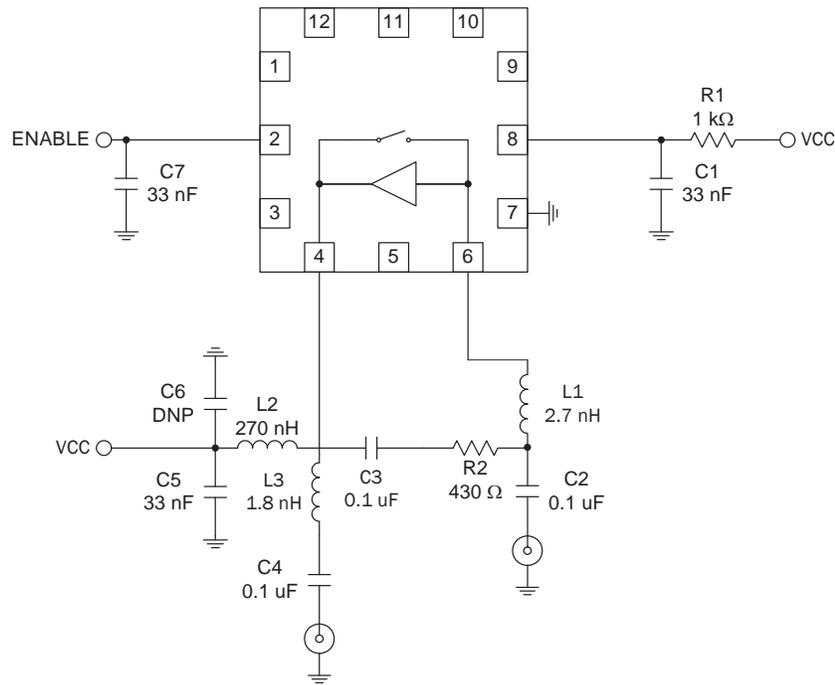 12
11
10
1
9
R1
1 kΩ
ENABLE
2
8
VCC
C7
33 nF
C1
33 nF
3
7
4
5
6
C6
DNP
L2
270 nH
L1
2.7 nH
VCC
C5
33 nF
L3
1.8 nH
C3
0.1 uF
R2
430 Ω
C2
0.1 uF
C4
0.1 uF